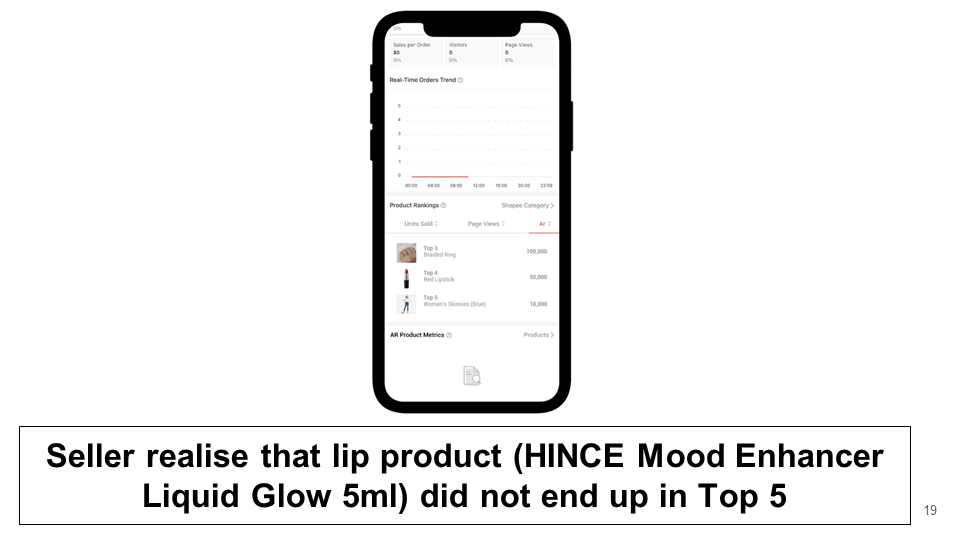 0%
Sales per Order Visitors Page Views
$0 0 0
0% 0% 0%
Real-Time Orders Trend
5
4
3
2
1
0
00:00 04:00 08:00 12:00 16:00 20:00 23:59
Product Rankings Shopee Category >
Units Sold Page Views Ar
Top 3
Braided Ring 100,000
Top 4
Red Lipstick 50,000
Top 5
Women's Skinnies (Blue) 10,000
AR Product Metrics Products >
Seller realise that lip product (HINCE Mood Enhancer
Liquid Glow 5ml) did not end up in Top 5
19